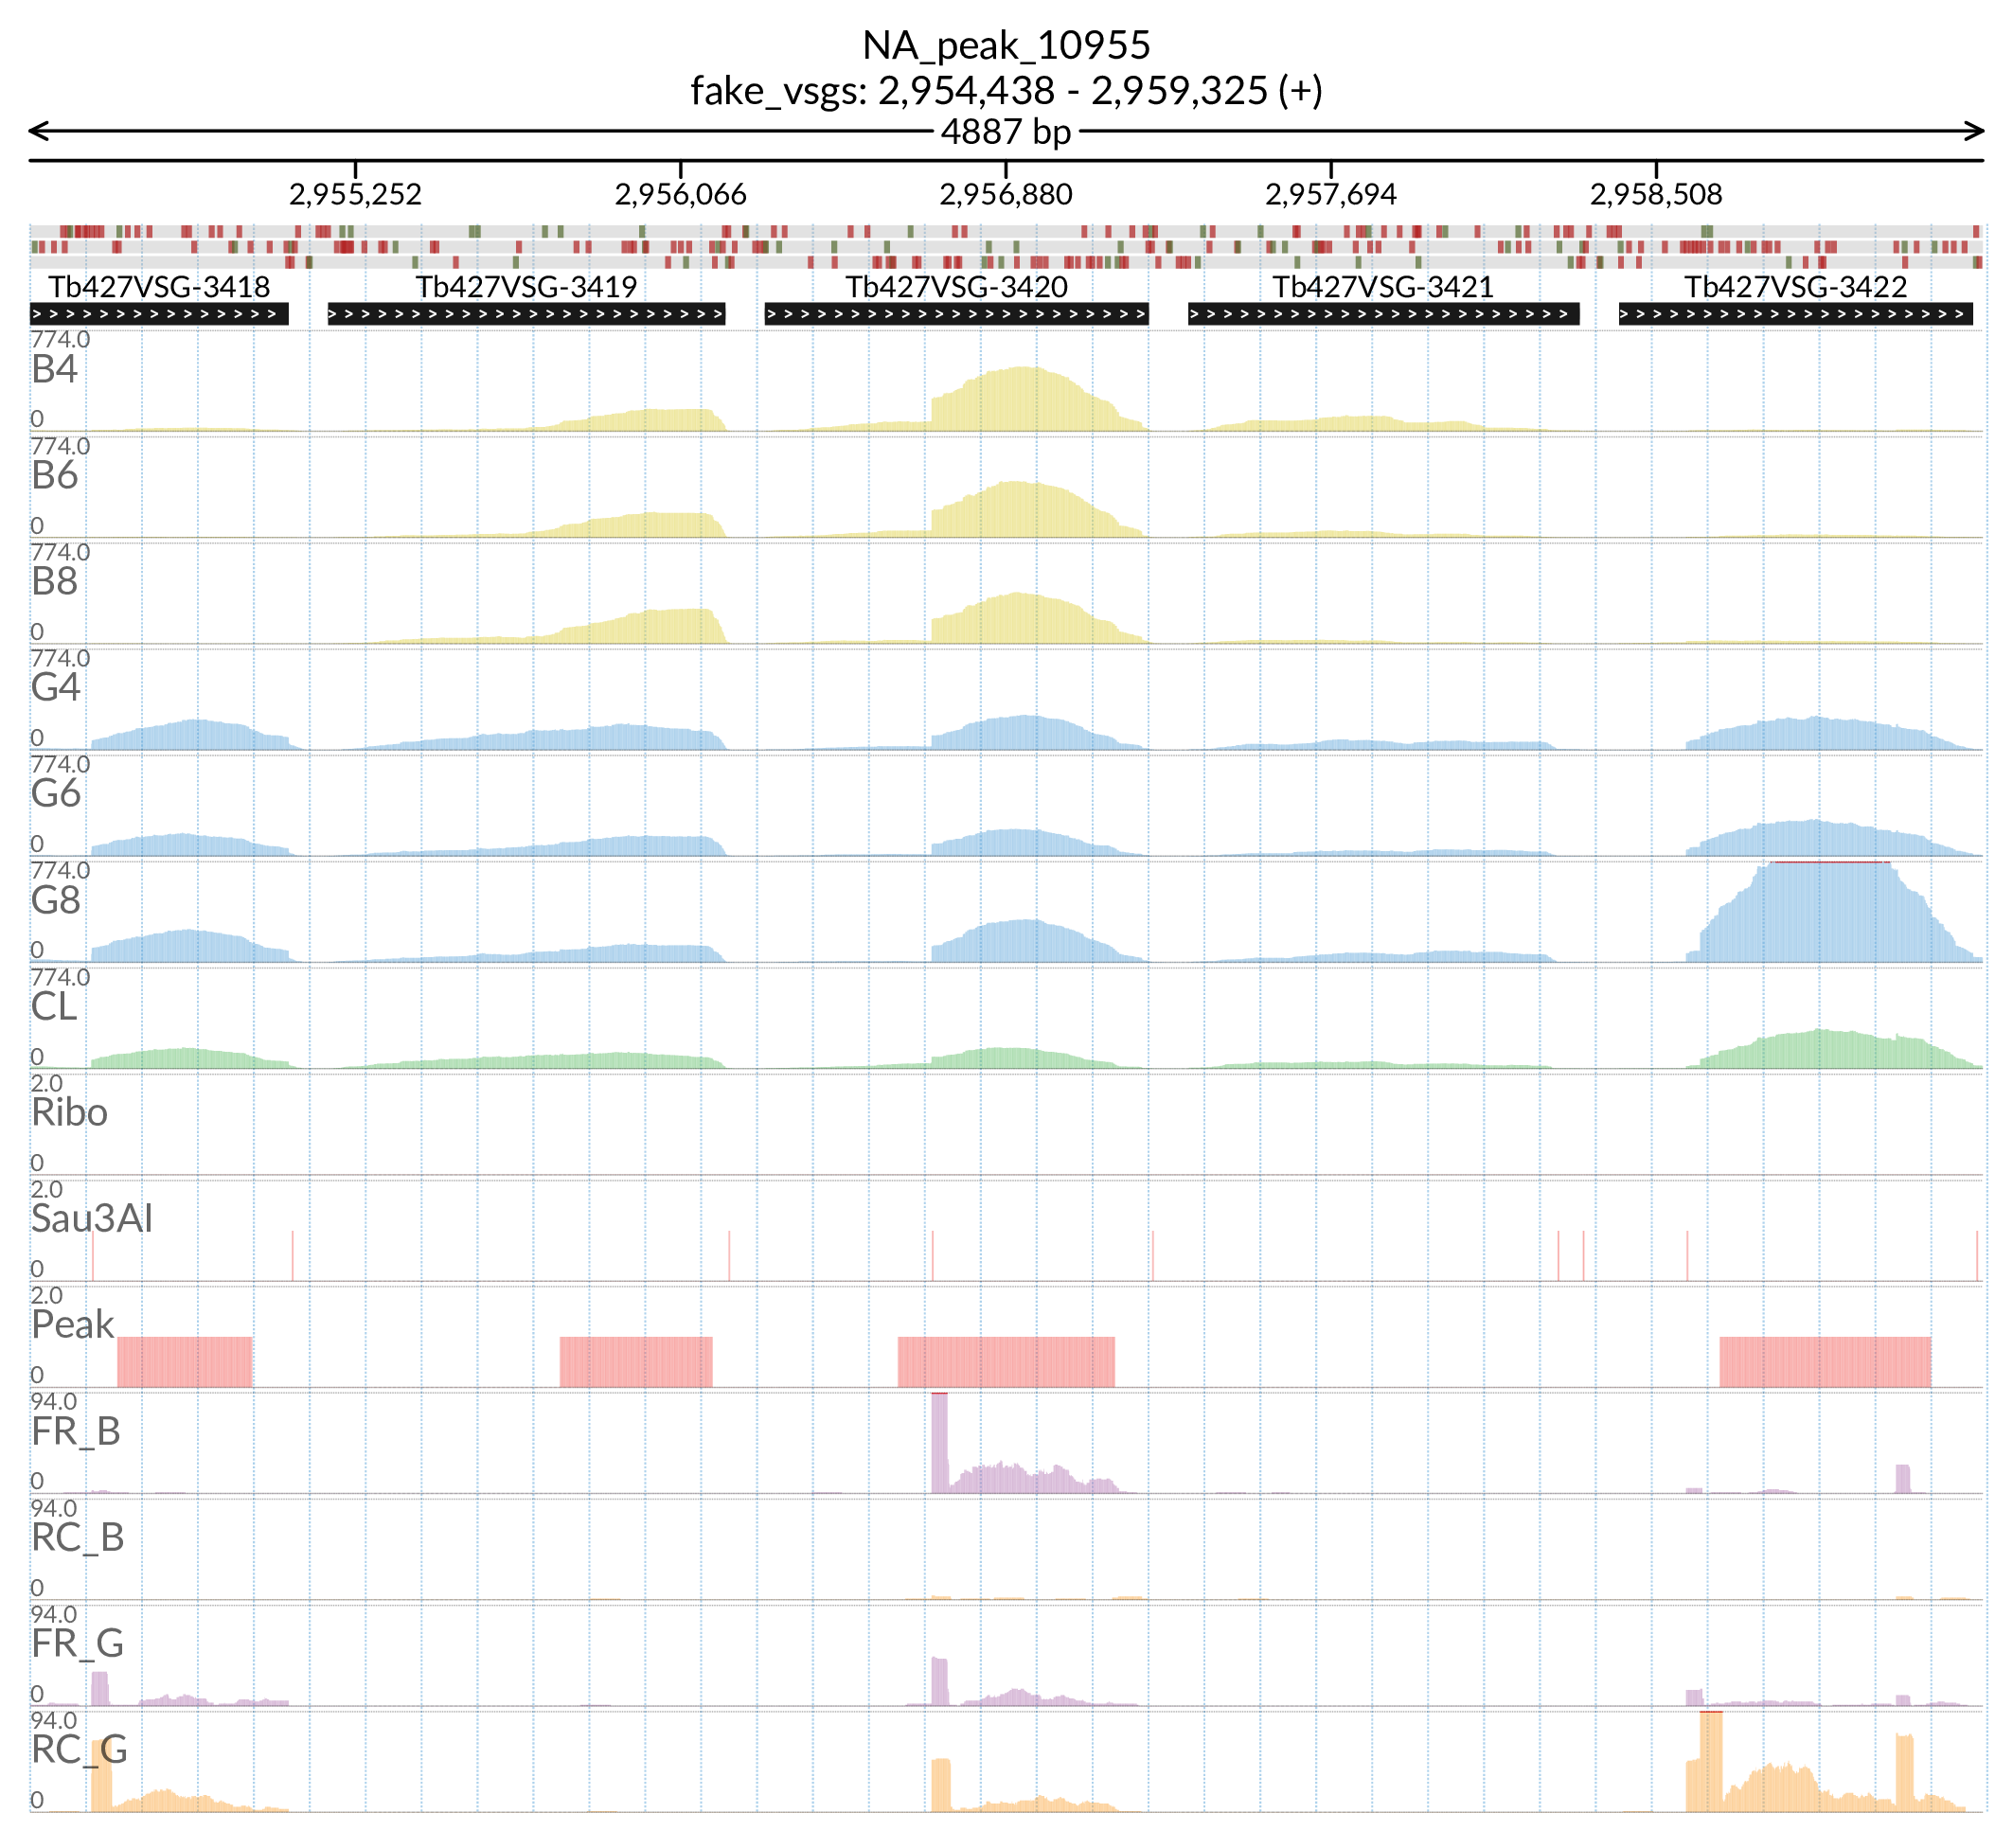 NA_peak_10955
fake_vsgs: 2,954,438 - 2,959,325 (+)
4887 bp
2,955,252 2,956,066 2,956,880 2,957,694 2,958,508
Tb427VSG-3418 Tb427VSG-3419 Tb427VSG-3420 Tb427VSG-3421 Tb427VSG-3422
774.0
B4
0
774.0
B6
0
774.0
B8
0
774.0
G4
0
774.0
G6
0
774.0
G8
0
774.0
CL
0
2.0
Ribo
0
2.0
Sau3AI
0
2.0
Peak
0
94.0
FR_B
0
94.0
RC_B
0
94.0
FR_G
0
94.0
RC_G
0